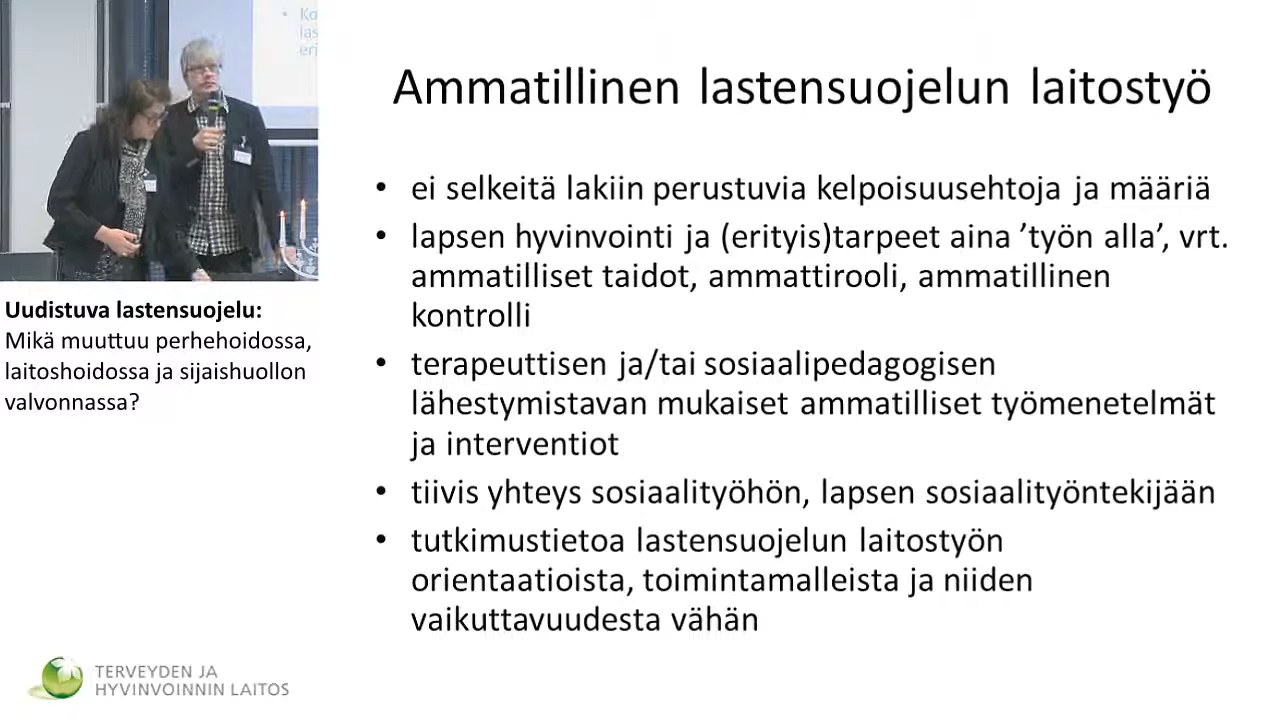 Ko
las
eri
Ammatillinen lastensuojelun laitostyö
• ei selkeitä lakiin perustuvia kelpoisuusehtoja ja määriä
• lapsen hyvinvointi ja (erityis)tarpeet aina ’työn alla’, vrt.
ammatilliset taidot, ammattirooli, ammatillinen
kontrolli
• terapeuttisen ja/tai sosiaalipedagogisen
lähestymistavan mukaiset ammatilliset työmenetelmät
ja interventiot
• tiivis yhteys sosiaalityöhön, lapsen sosiaalityöntekijään
• tutkimustietoa lastensuojelun laitostyön
orientaatioista, toimintamalleista ja niiden
vaikuttavuudesta vähän
Uudistuva lastensuojelu:
Mikä muuttuu perhehoidossa,
laitoshoidossa ja sijaishuollon
valvonnassa?
TERVEYDEN JA
HYVINVOINNIN LAITOS